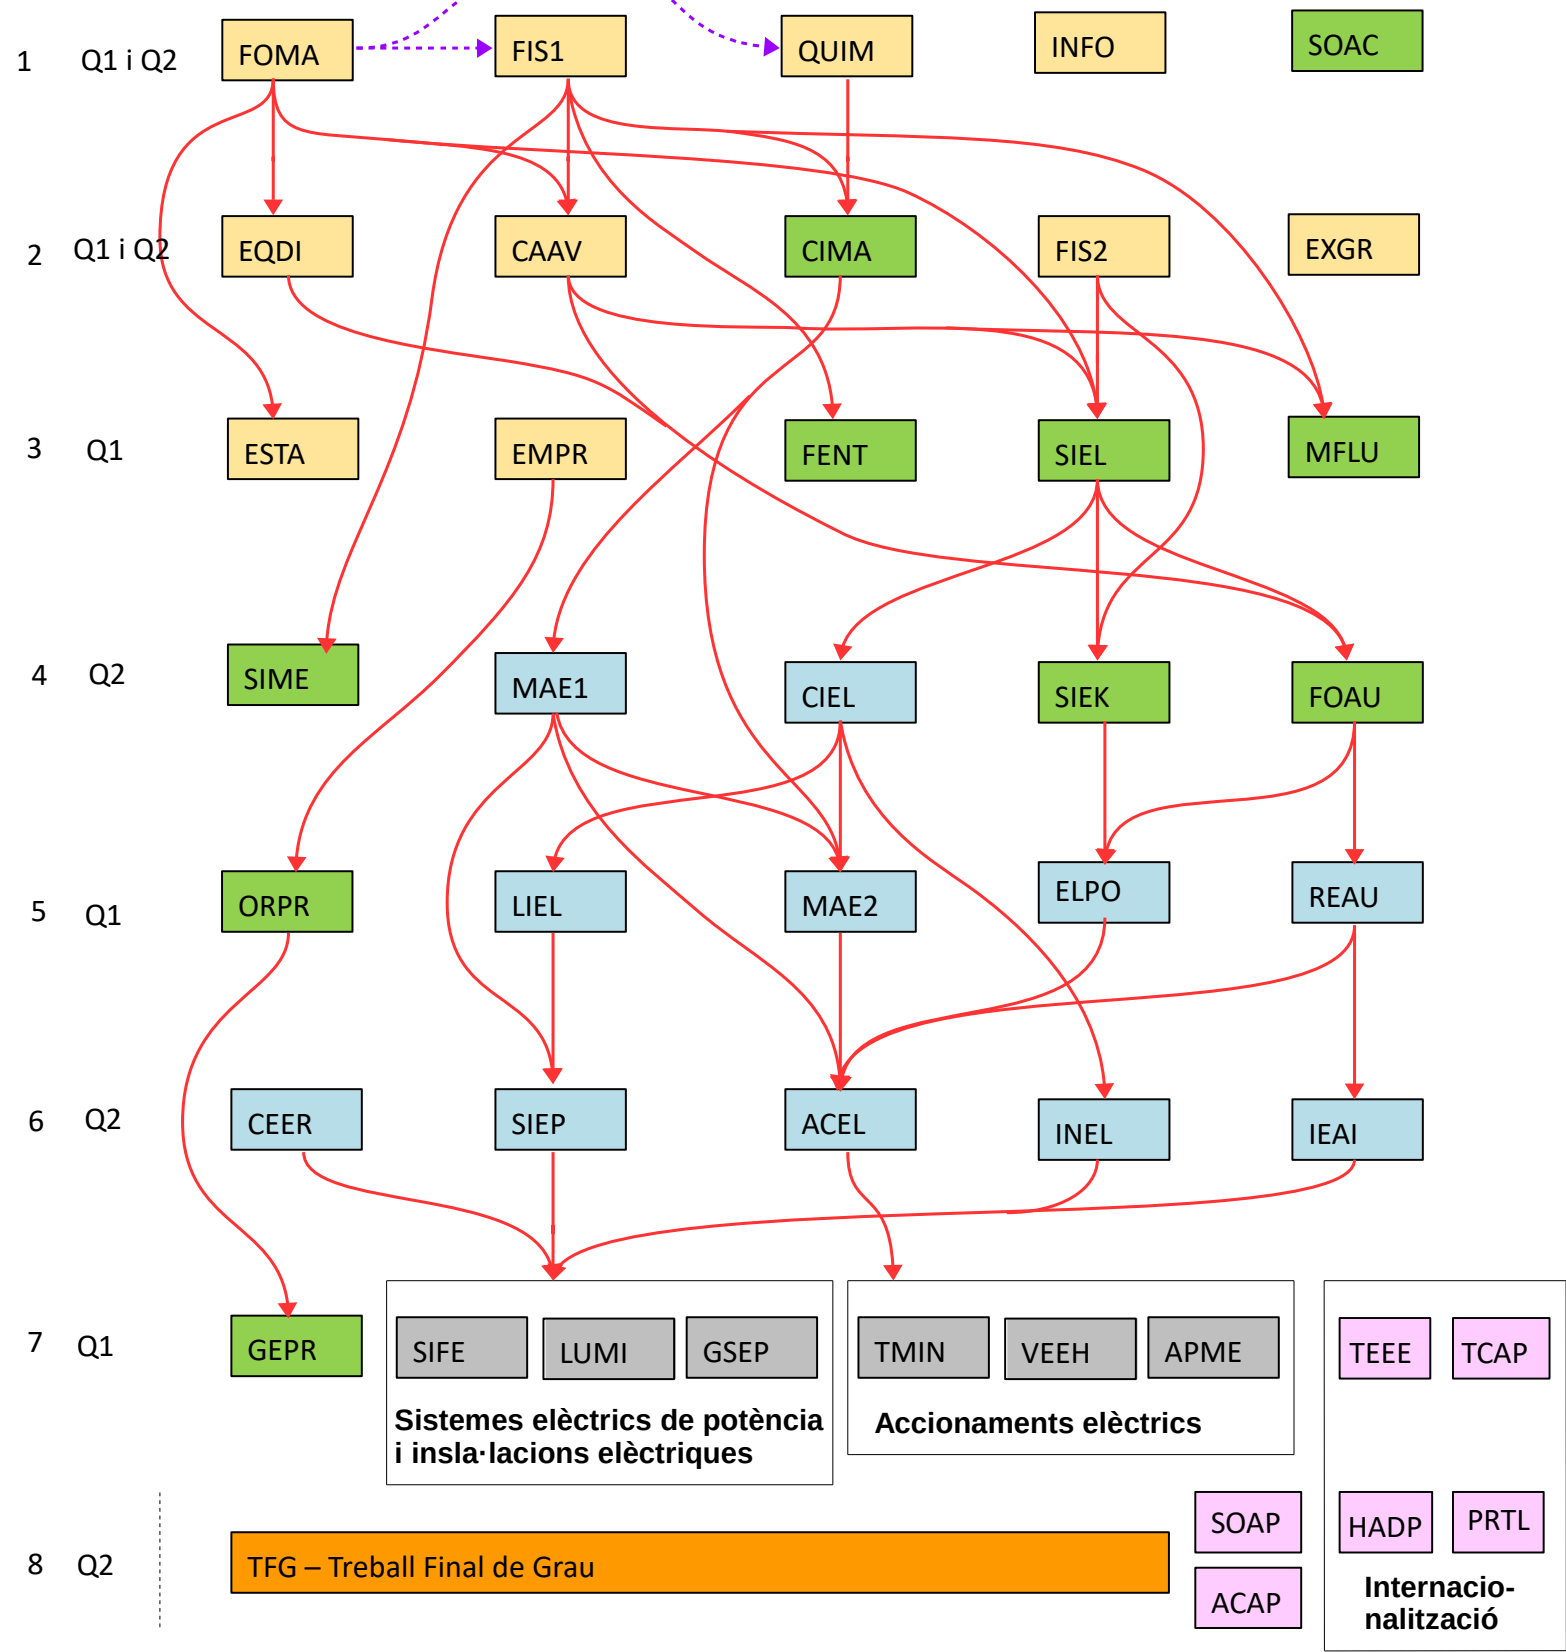 1 Q1 i Q2 FOMA FIS1 QUIM INFO SOAC
2 Q1 i Q2 EQDI CAAV CIMA FIS2 EXGR
3 Q1 ESTA EMPR FENT SIEL MFLU
4 Q2 SIME MAE1 CIEL SIEK FOAU
5 Q1 ORPR LIEL MAE2 ELPO REAU
6 Q2 CEER SIEP ACEL INEL IEAI
7 Q1 GEPR SIFE LUMI GSEP TMIN VEEH APME TEEE TCAP
Sistemes elèctrics de potència
i insla·lacions elèctriques
Accionaments elèctrics
SOAP HADP PRTL
8 Q2 TFG – Treball Final de Grau
ACAP
Internacio-
nalització